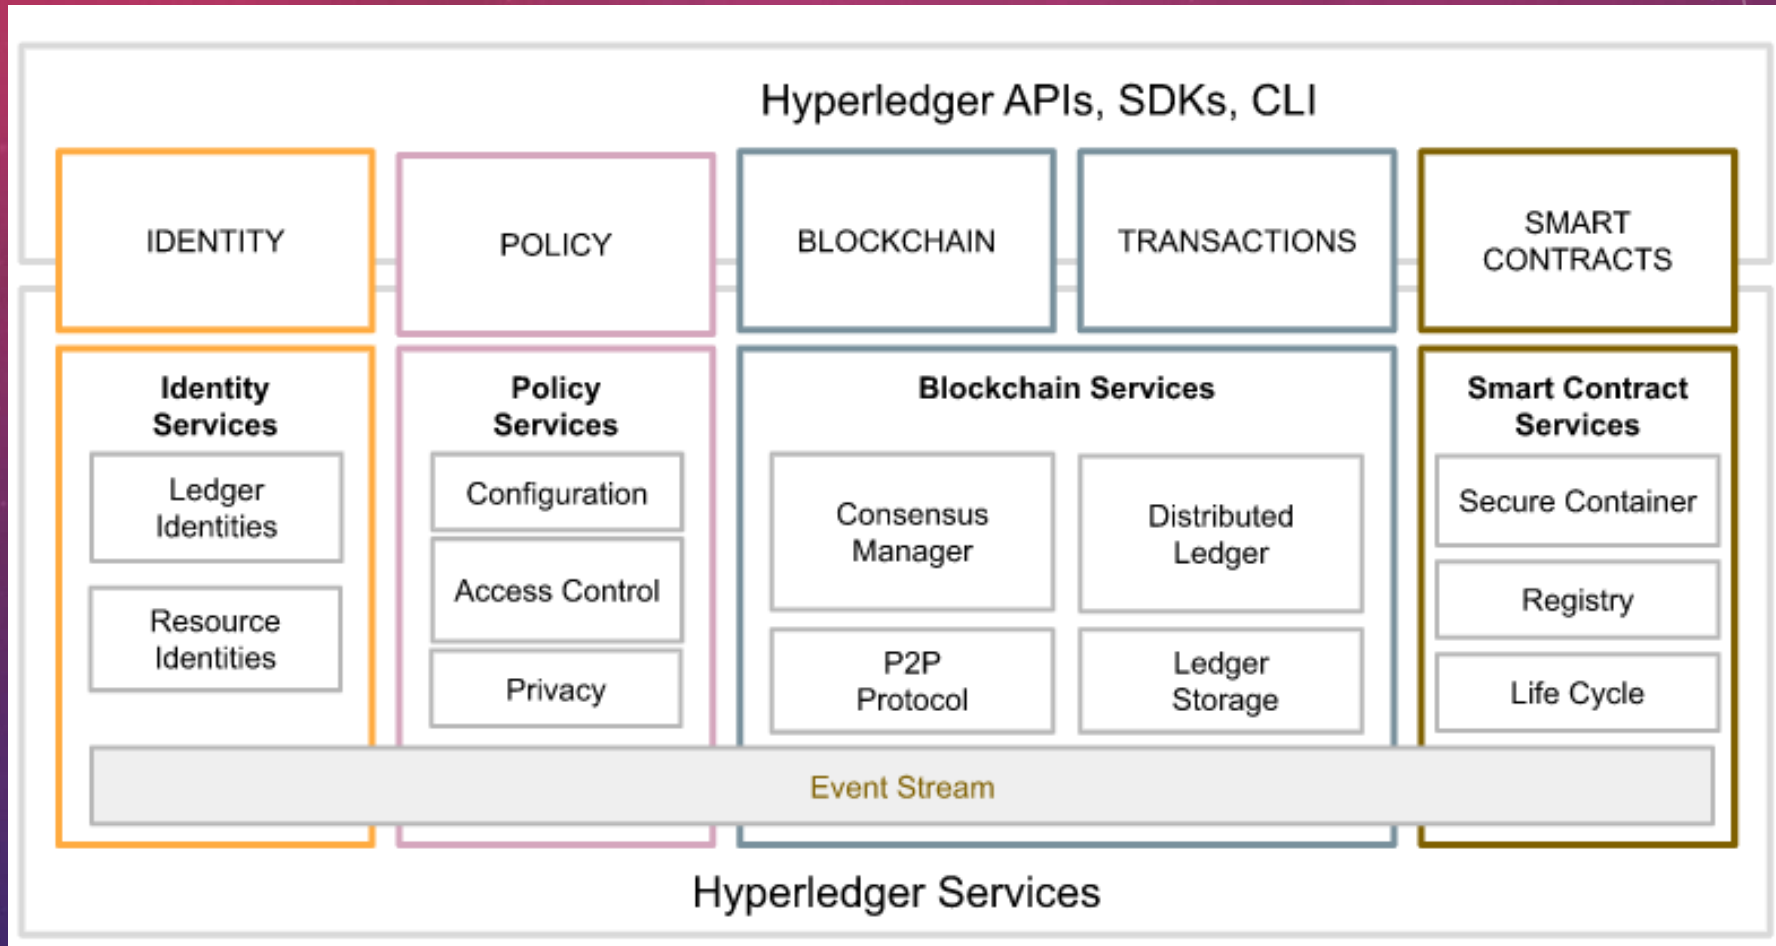 Hyperledger APIs, SDKs, CLI
IDENTITY
POLICY
BLOCKCHAIN
TRANSACTIONS
SMART
CONTRACTS
Identity
Services
Ledger
Identities
Resource
Identities
Policy
Services
Configuration
Access Control
Privacy
Blockchain Services
Consensus
Manager
Distributed
Ledger
P2P
Protocol
Ledger
Storage
Smart Contract
Services
Secure Container
Registry
Life Cycle
Event Stream
Hyperledger Services